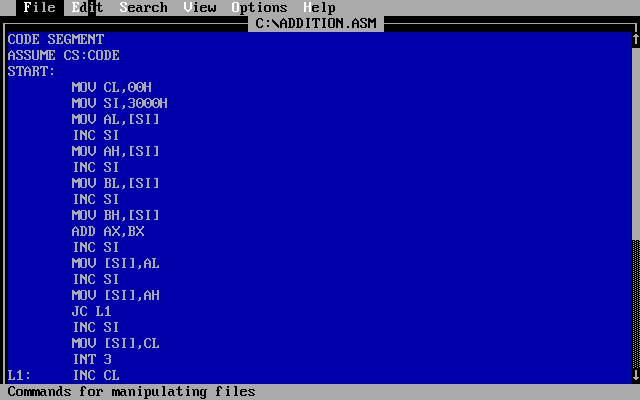 File Edit Search View Options Help
C:\ADDITION.ASM
CODE SEGMENT
ASSUME CS:CODE
START:
MOV CL,00H
MOV SI,3000H
MOV AL,[SI]
INC SI
MOV AH,[SI]
INC SI
MOV BL,[SI]
INC SI
MOV BH,[SI]
ADD AX,BX
INC SI
MOV [SI],AL
INC SI
MOV [SI],AH
JC L1
INC SI
MOV [SI],CL
INT 3
L1: INC CL
Commands for manipulating files